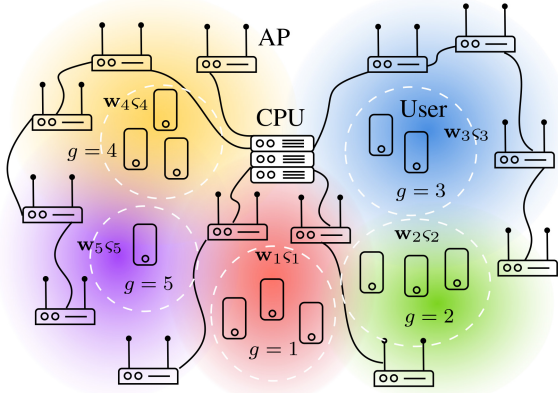 AP
CPU
User
w₄ς₄
g = 4
w₃ς₃
g = 3
w₅ς₅
g = 5
w₁ς₁
g = 1
w₂ς₂
g = 2